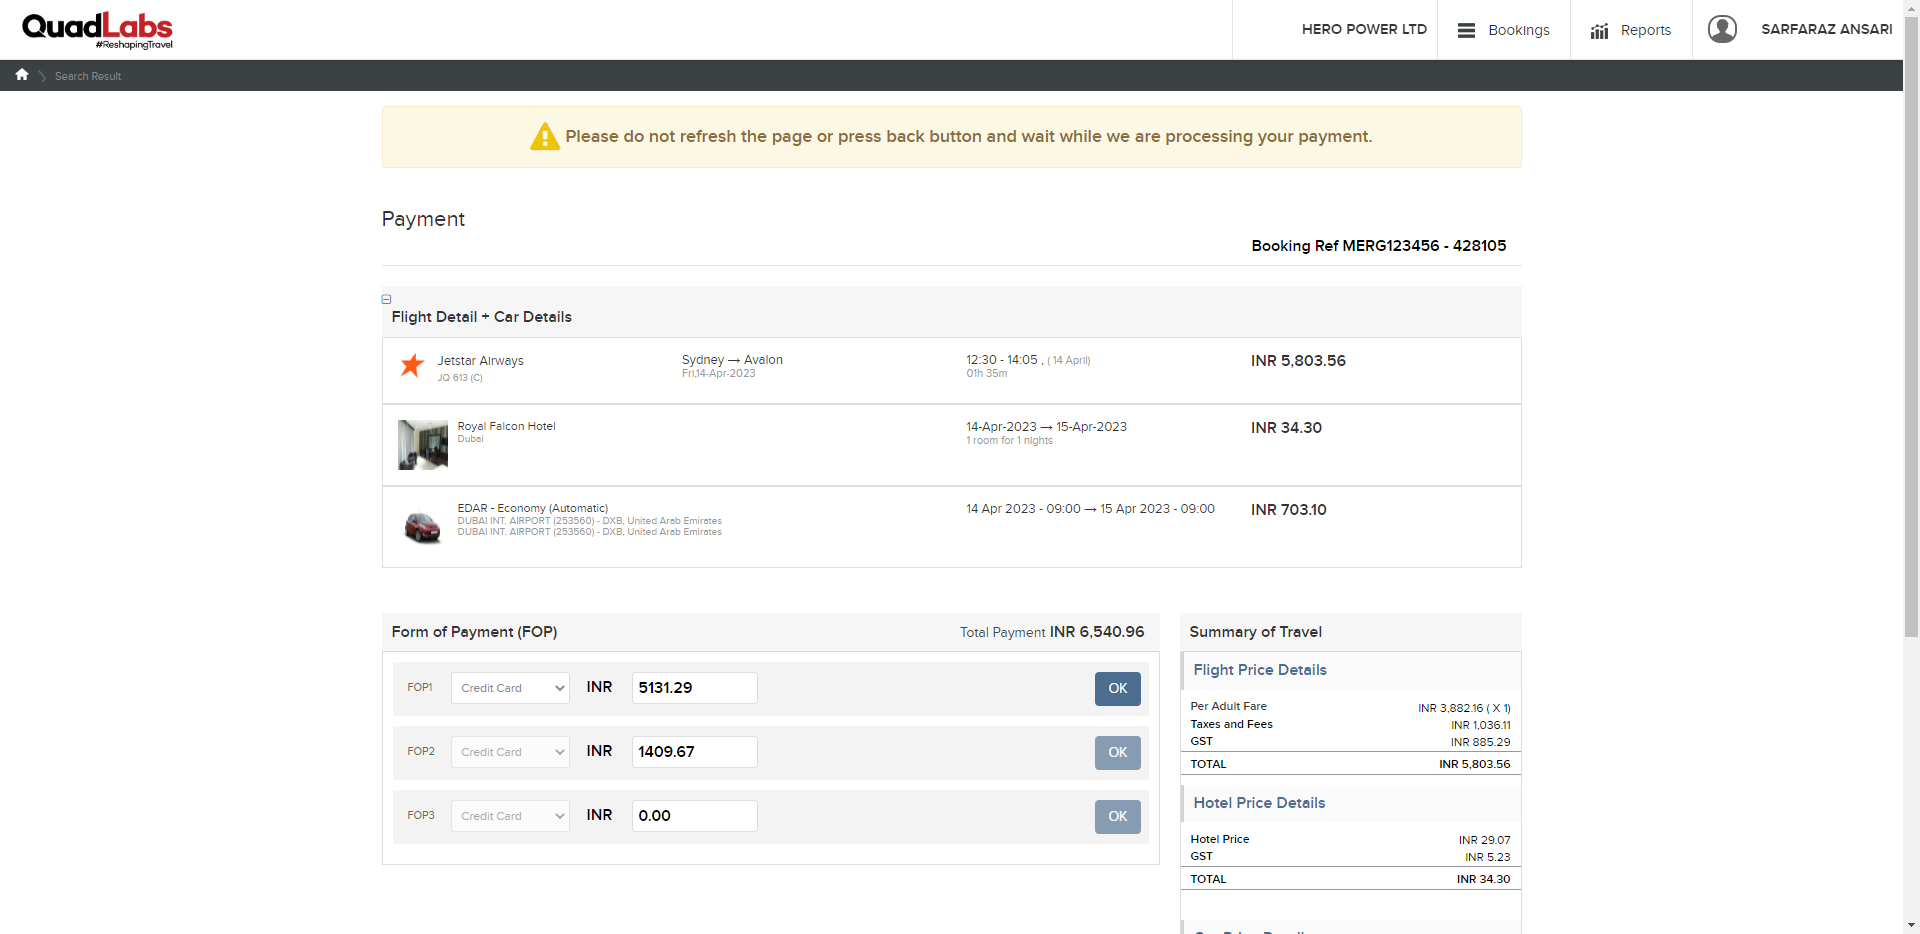 QuadLabs
#ReshapingTravel
HERO POWER LTD
Bookings
Reports
SARFARAZ ANSARI
Search Result
Please do not refresh the page or press back button and wait while we are processing your payment.
Payment
Booking Ref MERG123456 - 428105
Flight Detail + Car Details
Jetstar Airways
JQ 613 (C)
Sydney → Avalon
Fri,14-Apr-2023
12:30 - 14:05 , ( 14 April)
01h 35m
INR 5,803.56
Royal Falcon Hotel
Dubai
14-Apr-2023 → 15-Apr-2023
1 room for 1 nights
INR 34.30
EDAR - Economy (Automatic)
DUBAI INT. AIRPORT (253560) - DXB, United Arab Emirates
DUBAI INT. AIRPORT (253560) - DXB, United Arab Emirates
14 Apr 2023 - 09:00 → 15 Apr 2023 - 09:00
INR 703.10
Form of Payment (FOP)
Total Payment INR 6,540.96
FOP1 Credit Card INR 5131.29 OK
FOP2 Credit Card INR 1409.67 OK
FOP3 Credit Card INR 0.00 OK
Summary of Travel
Flight Price Details
Per Adult Fare INR 3,882.16 ( X 1)
Taxes and Fees INR 1,036.11
GST INR 885.29
TOTAL INR 5,803.56
Hotel Price Details
Hotel Price INR 29.07
GST INR 5.23
TOTAL INR 34.30